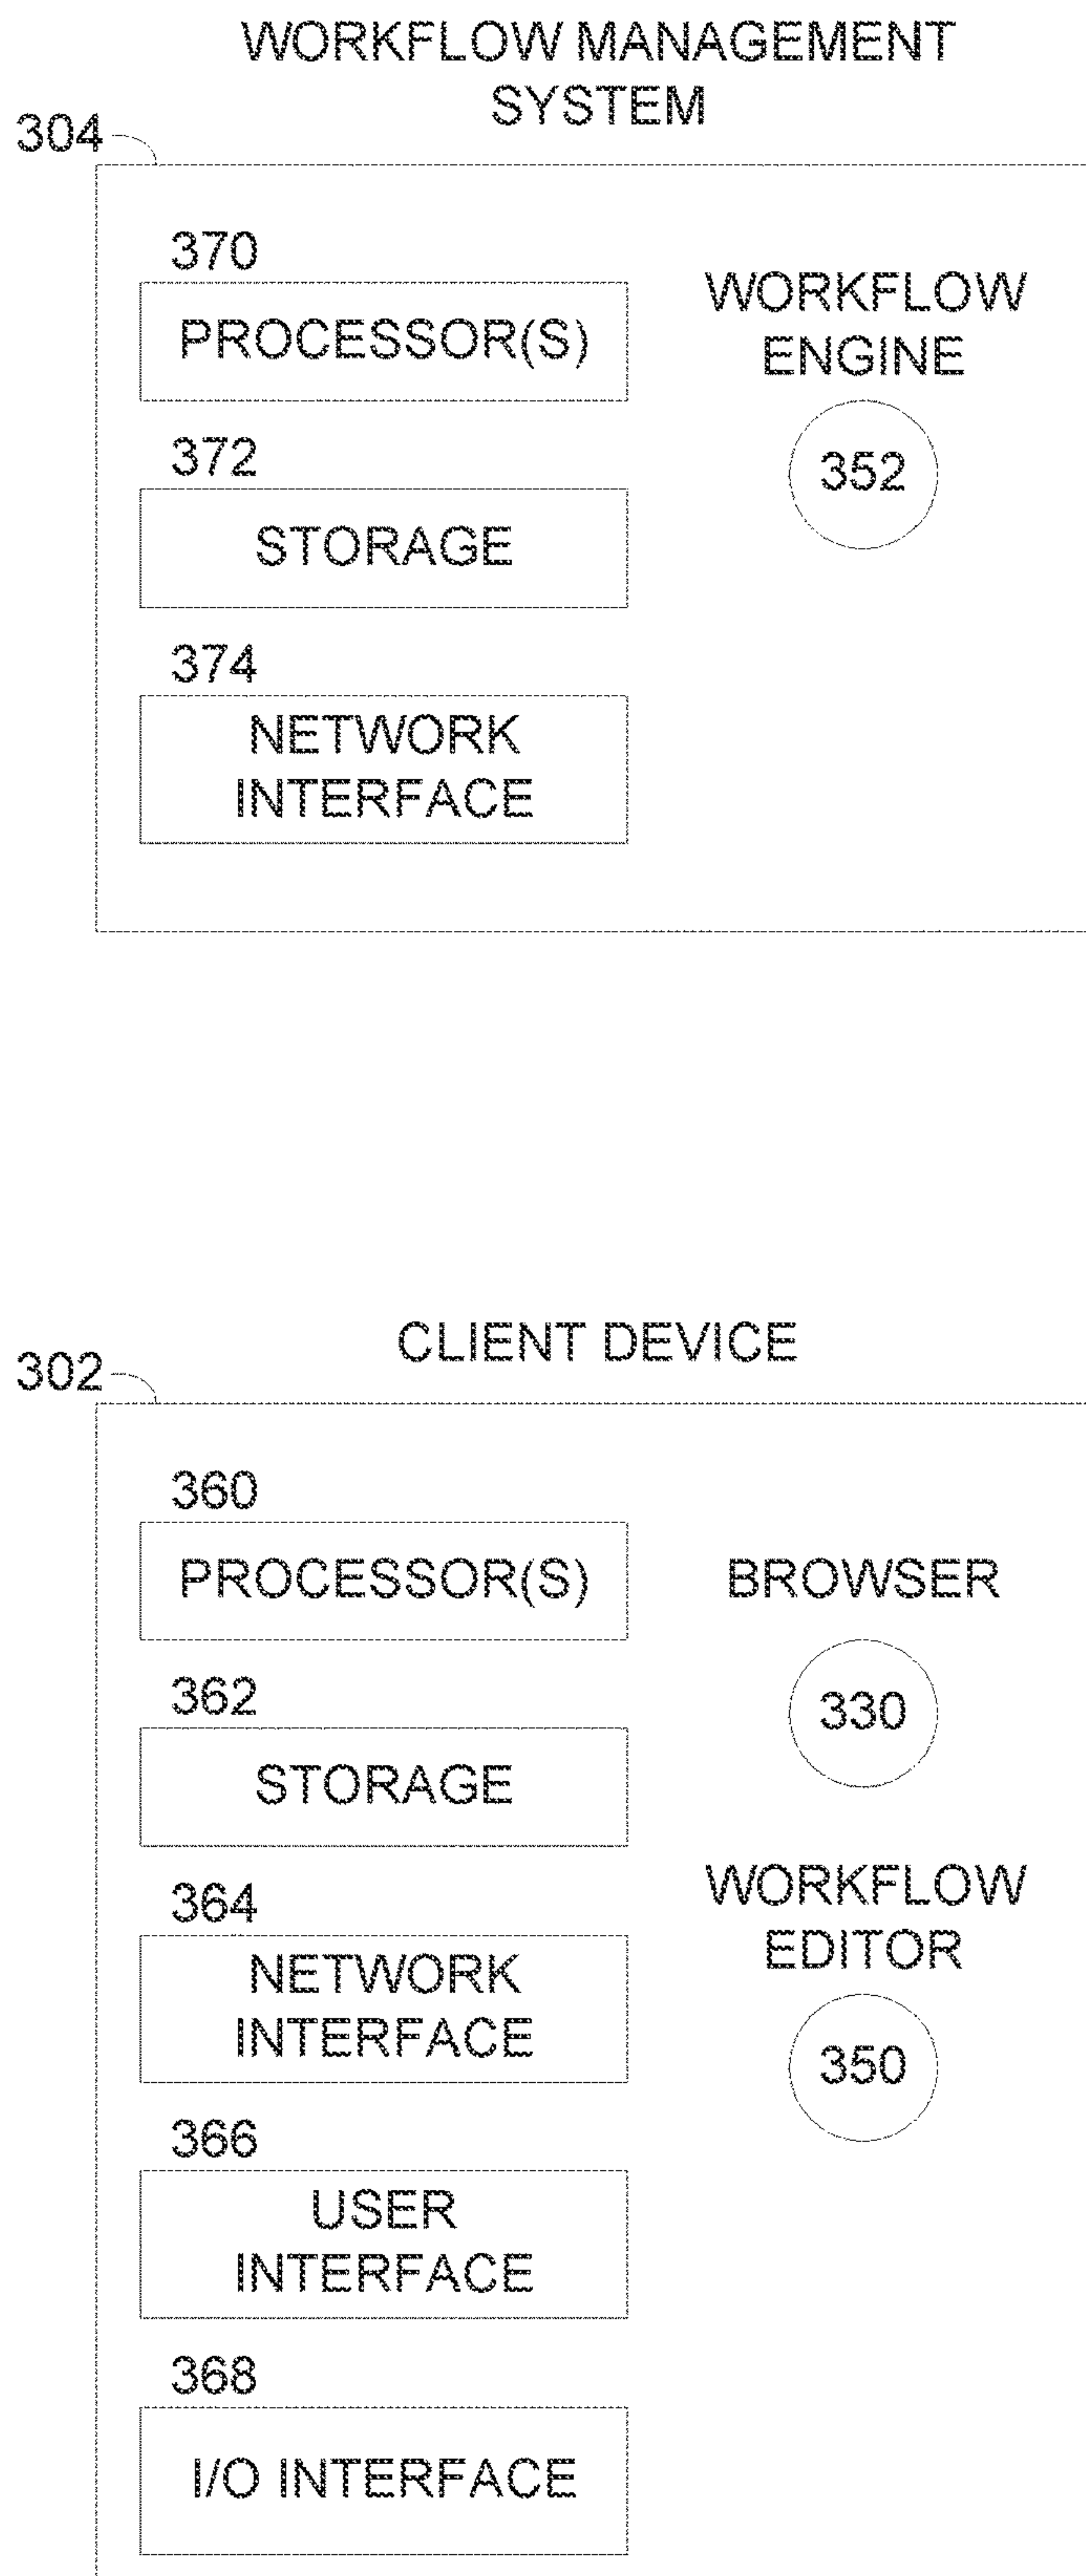 WORKFLOW MANAGEMENT
SYSTEM
304
370
PROCESSOR(S)
WORKFLOW
ENGINE
352
372
STORAGE
374
NETWORK
INTERFACE
CLIENT DEVICE
302
360
PROCESSOR(S)
BROWSER
330
362
STORAGE
364
NETWORK
INTERFACE
WORKFLOW
EDITOR
350
366
USER
INTERFACE
368
I/O INTERFACE